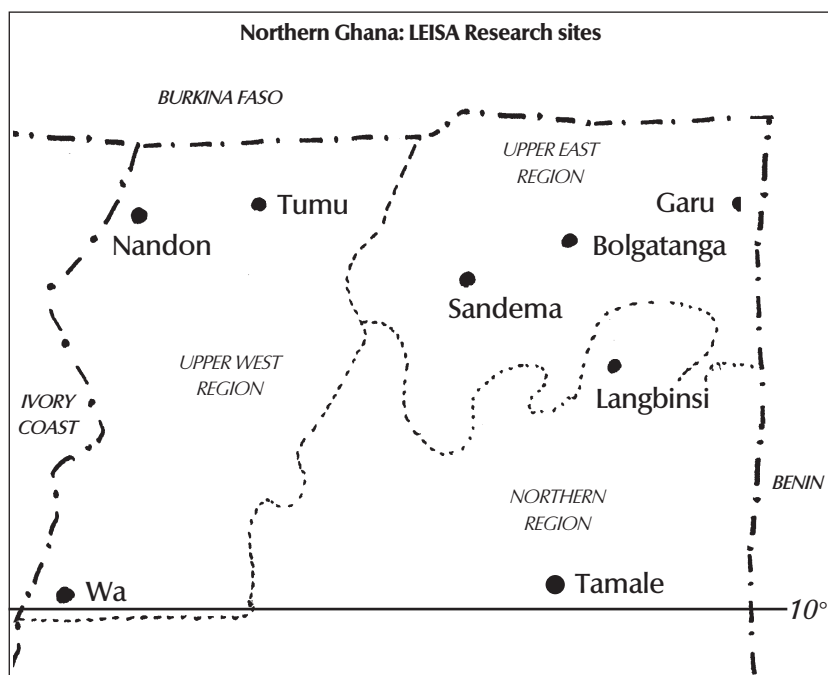 Northern Ghana: LEISA Research sites
BURKINA FASO
UPPER EAST
REGION
Tumu
Garu
Nandon
Bolgatanga
Sandema
UPPER WEST
REGION
Langbinsi
IVORY
COAST
NORTHERN
REGION
BENIN
Wa
Tamale
10°